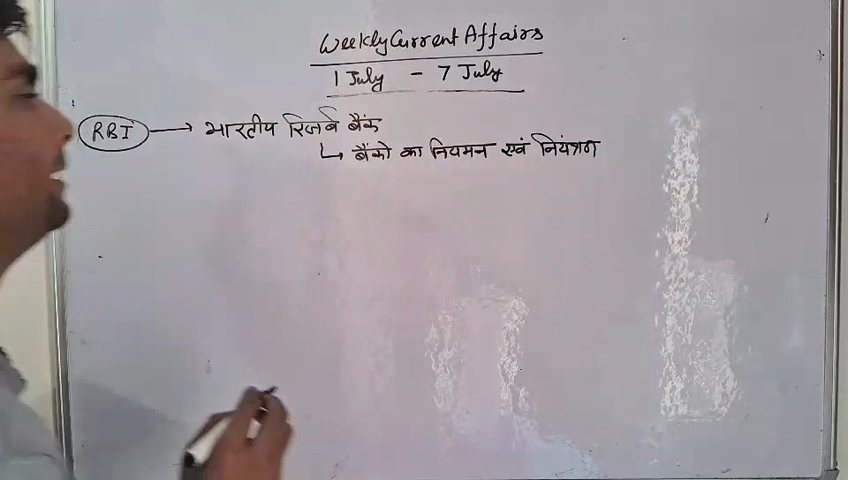 Weekly Current Affairs
1 July - 7 July
RBI → भारतीय रिजर्व बैंक
↳ बैंको का नियमन एवं नियंत्रण